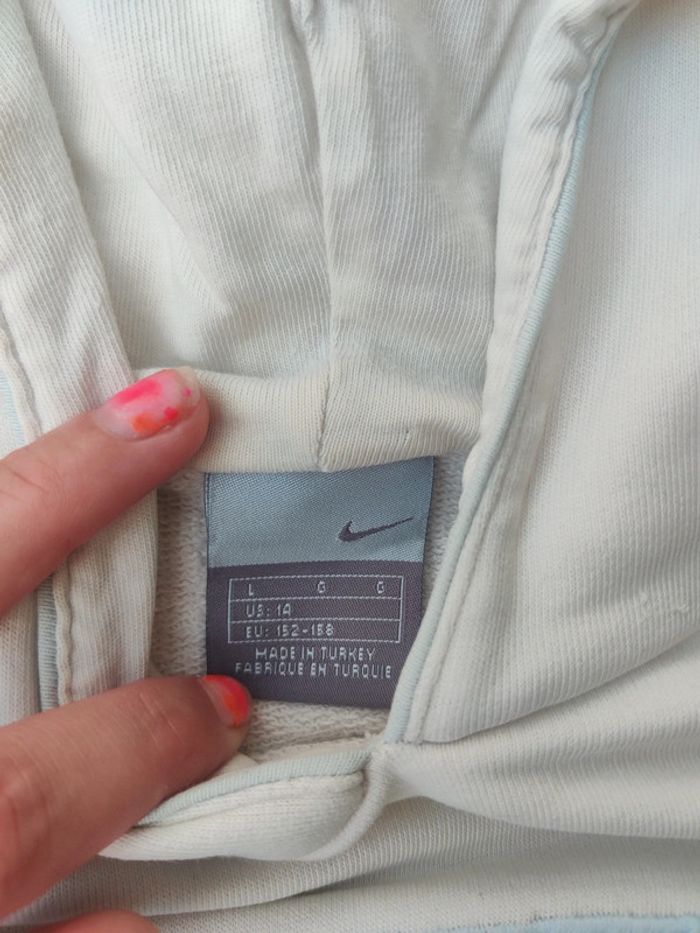 L G G
US: 14
EU: 152-158
MADE IN TURKEY
FABRIQUE EN TURQUIE